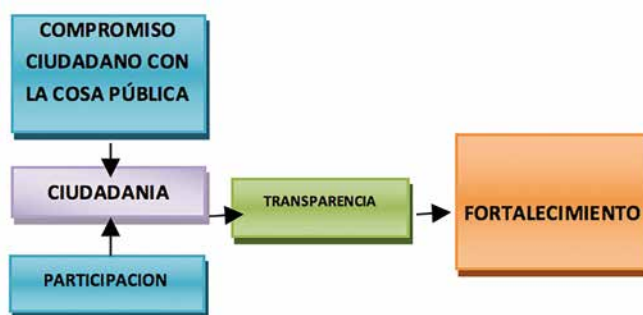 COMPROMISO
CIUDADANO CON
LA COSA PÚBLICA
CIUDADANIA
TRANSPARENCIA
FORTALECIMIENTO
PARTICIPACION